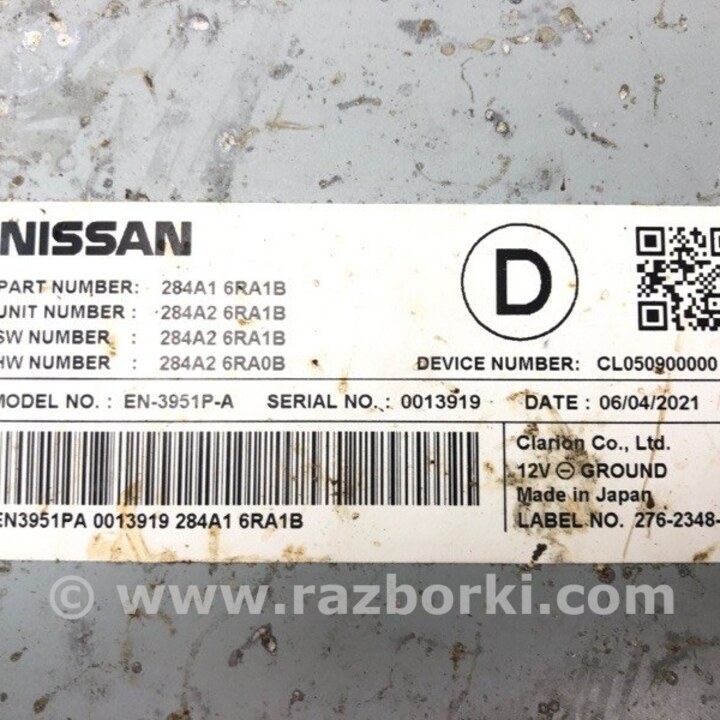 NISSAN
D
PART NUMBER: 284A1 6RA1B
UNIT NUMBER : 284A2 6RA1B
SW NUMBER : 284A2 6RA1B
HW NUMBER : 284A2 6RA0B
DEVICE NUMBER: CL050900000
MODEL NO. : EN-3951P-A SERIAL NO. : 0013919 DATE : 06/04/2021
Clarion Co., Ltd.
12V ⊖ GROUND
Made in Japan
EN3951PA 0013919 284A1 6RA1B
LABEL.NO. 276-2348-
© www.razborki.com